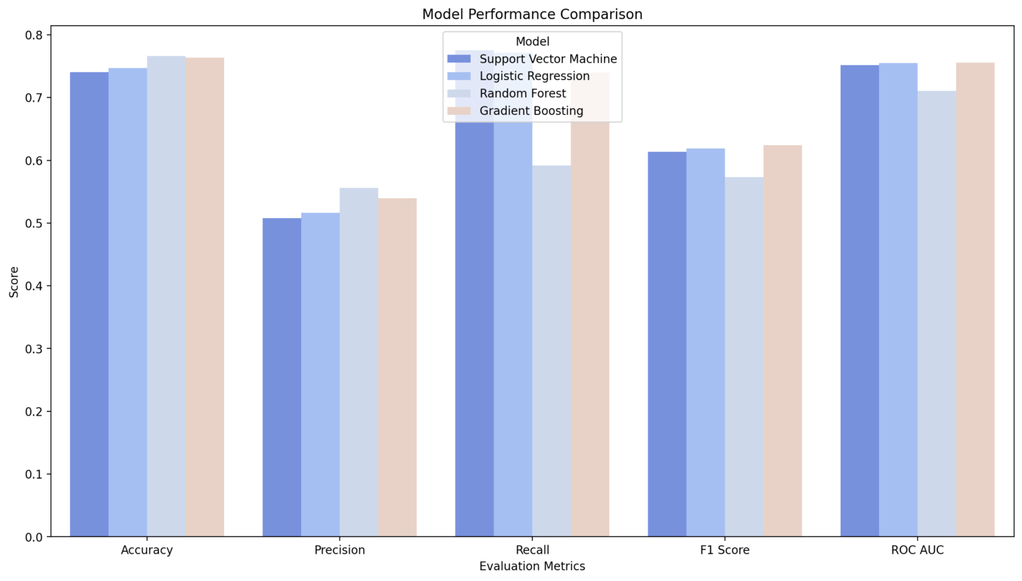 Model Performance Comparison
Model
Support Vector Machine
Logistic Regression
Random Forest
Gradient Boosting
Score
0.8
0.7
0.6
0.5
0.4
0.3
0.2
0.1
0.0
Accuracy
Precision
Recall
F1 Score
ROC AUC
Evaluation Metrics